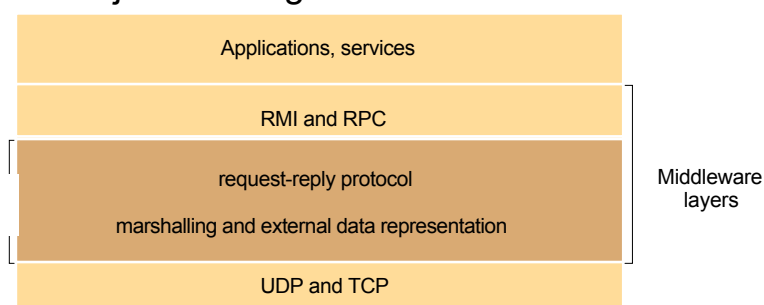 Applications, services
RMI and RPC
request-reply protocol
marshalling and external data representation
Middleware
layers
UDP and TCP